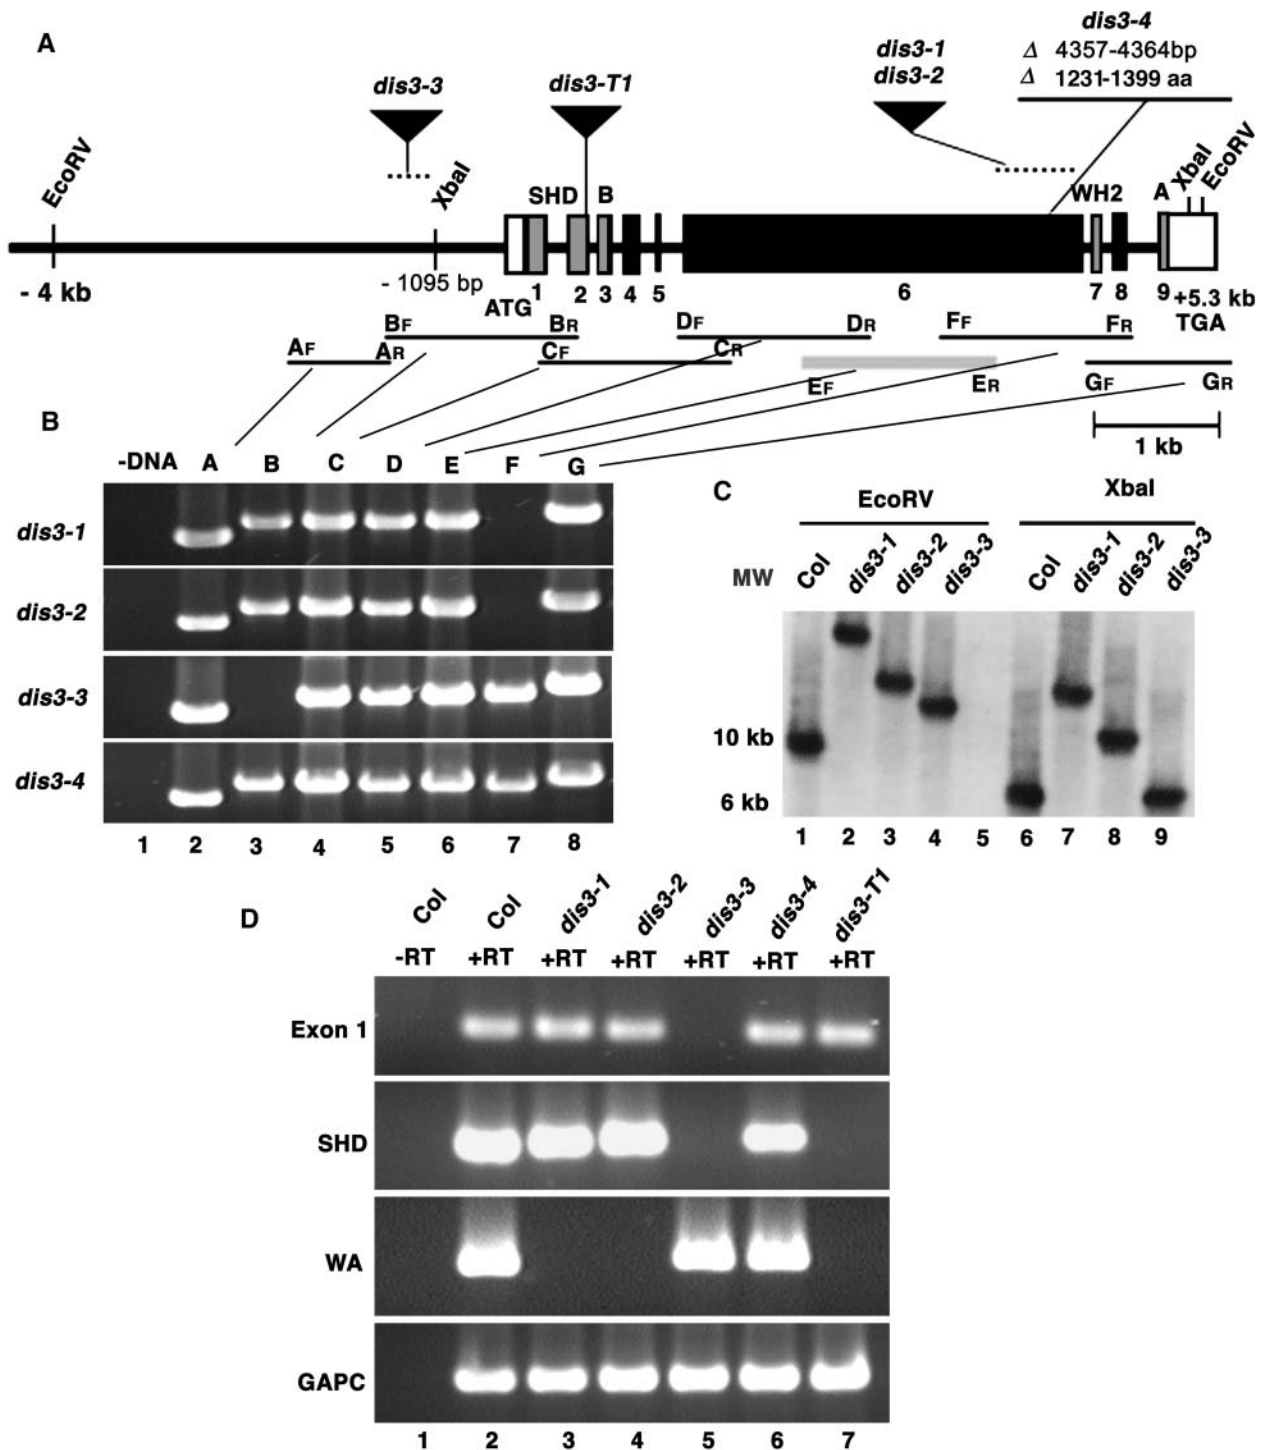 A
dis3-3
dis3-T1
dis3-1
dis3-2
dis3-4
Δ 4357-4364bp
Δ 1231-1399 aa
EcoRV
XbaI
SHD
B
WH2
A
XbaI
EcoRV
- 4 kb
- 1095 bp
ATG
1 2 3 4 5 6 7 8 9
+5.3 kb
TGA
AF
AR
BF
BR
CF
CR
DF
DR
EF
ER
FF
FR
GF
GR
1 kb
B
-DNA A B C D E F G
dis3-1
dis3-2
dis3-3
dis3-4
1 2 3 4 5 6 7 8
C
EcoRV
XbaI
MW
Col dis3-1 dis3-2 dis3-3
Col dis3-1 dis3-2 dis3-3
10 kb
6 kb
1 2 3 4 5 6 7 8 9
D
Col Col dis3-1 dis3-2 dis3-3 dis3-4 dis3-T1
-RT +RT +RT +RT +RT +RT +RT
Exon 1
SHD
WA
GAPC
1 2 3 4 5 6 7